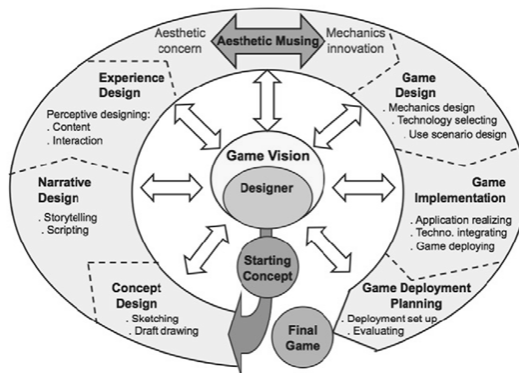 Aesthetic
concern
Aesthetic Musing
Mechanics
innovation
Experience
Design
Perceptive designing:
. Content
. Interaction
Game
Design
. Mechanics design
. Technology selecting
. Use scenario design
Game Vision
Designer
Narrative
Design
. Storytelling
. Scripting
Game
Implementation
. Application realizing
. Techno. integrating
. Game deploying
Starting
Concept
Concept
Design
. Sketching
. Draft drawing
Game Deployment
Planning
. Deployment set up
. Evaluating
Final
Game